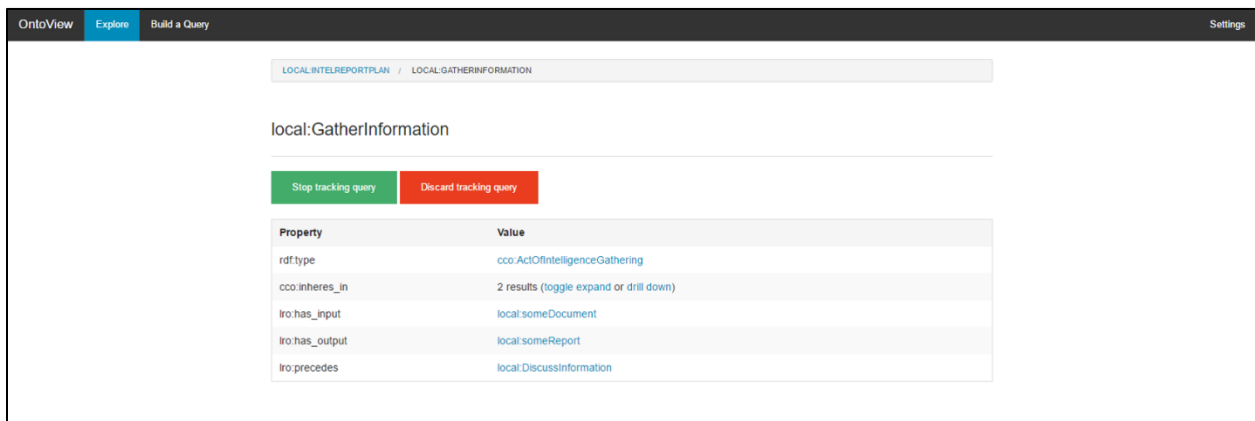 OntoView Explore Build a Query Settings
LOCAL:INTELREPORTPLAN / LOCAL:GATHERINFORMATION
local:GatherInformation
Stop tracking query Discard tracking query
Property Value
rdf:type cco:ActOfIntelligenceGathering
cco:inheres_in 2 results (toggle expand or drill down)
lro:has_input local:someDocument
lro:has_output local:someReport
lro:precedes local:DiscussInformation